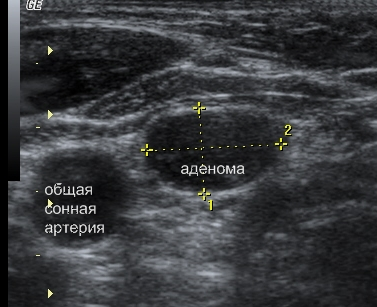 GE
2
аденома
1
общая
сонная
артерия